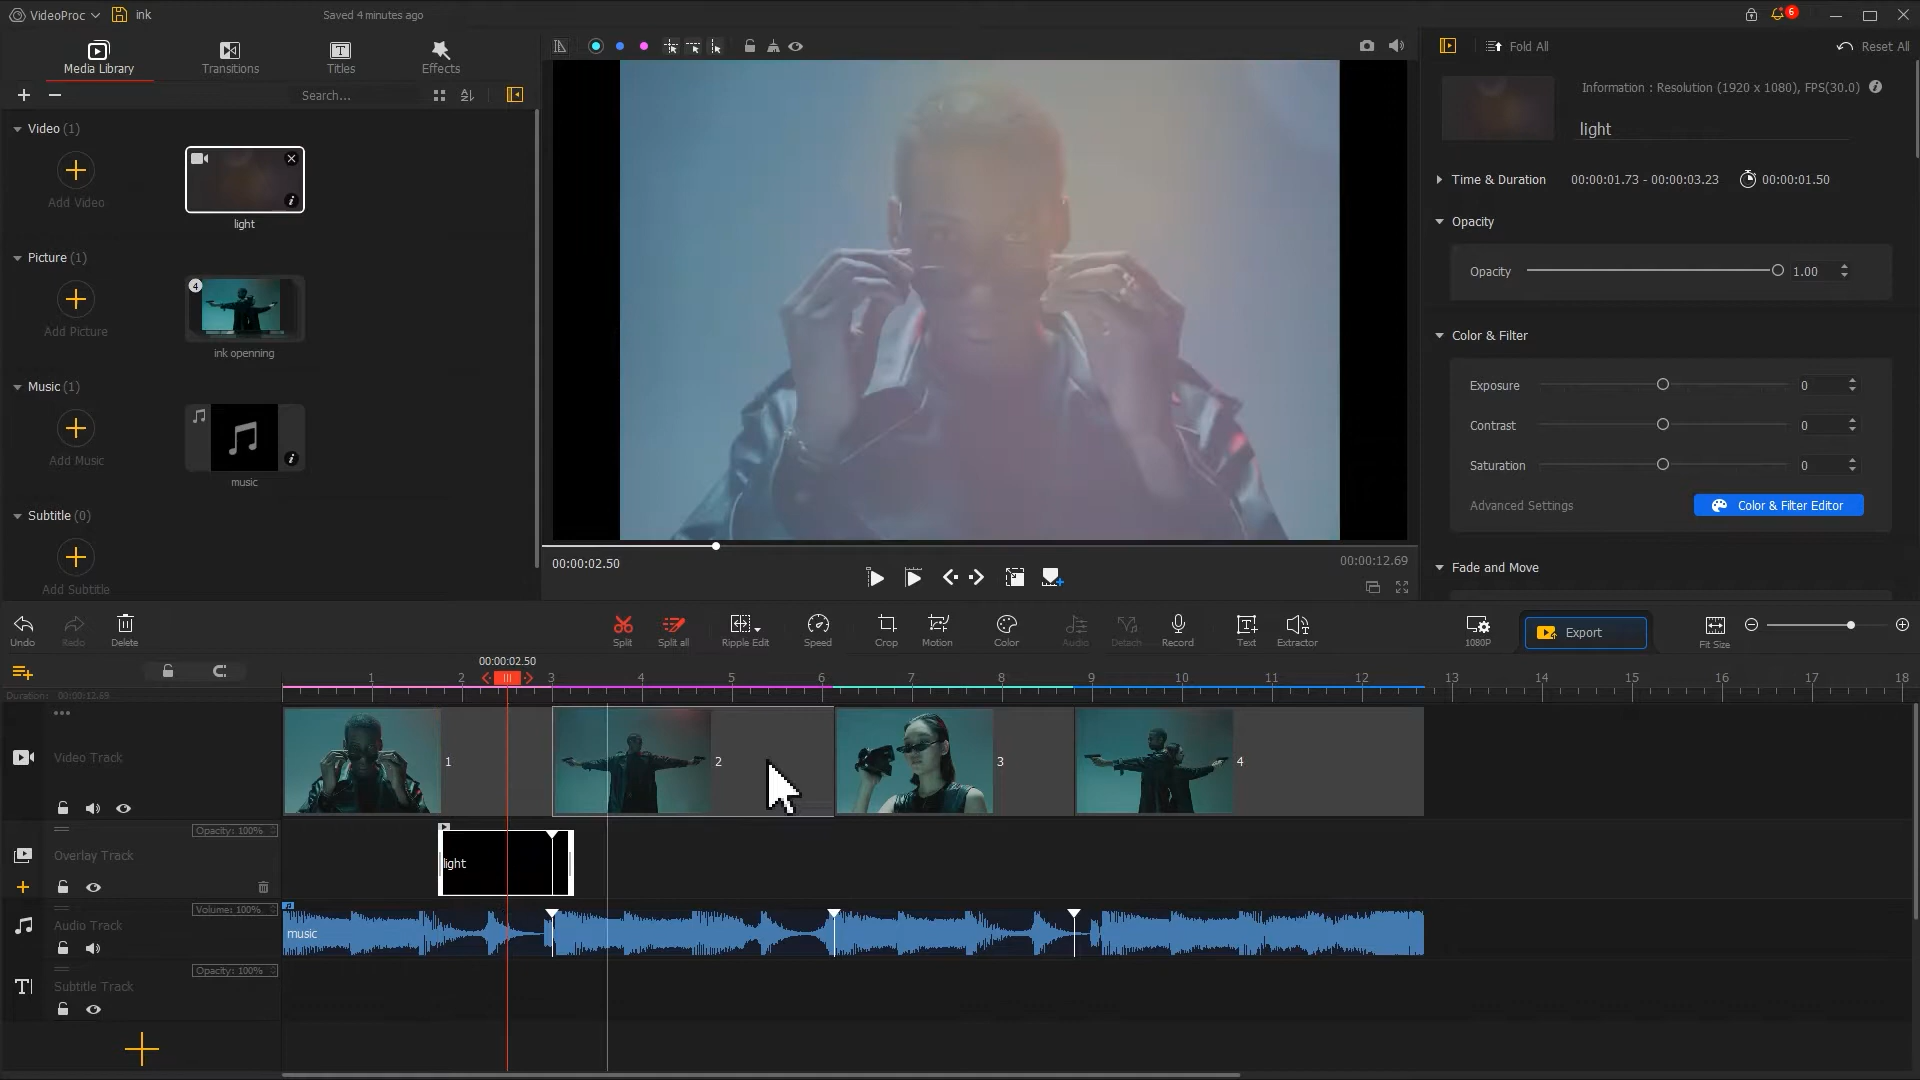 VideoProc
ink
Saved 4 minutes ago
6
Media Library
Transitions
Titles
Effects
Fold All
Reset All
Search...
Information : Resolution (1920 x 1080), FPS(30.0)
light
Video (1)
Add Video
light
Time & Duration 00:00:01.73 - 00:00:03.23 00:00:01.50
Opacity
Opacity 1.00
Picture (1)
4
Add Picture
ink openning
Color & Filter
Exposure 0
Contrast 0
Saturation 0
Advanced Settings
Color & Filter Editor
Music (1)
Add Music
music
Subtitle (0)
Add Subtitle
Fade and Move
00:00:02.50
00:00:12.69
Undo
Redo
Delete
Split
Split all
Ripple Edit
Speed
Crop
Motion
Color
Audio
Detach
Record
Text
Extractor
1080P
Export
Fit Size
00:00:02.50
Duration: 00:00:12.69
1 2 3 4 5 6 7 8 9 10 11 12 13 14 15 16 17 18
Video Track
1
2
3
4
Opacity: 100%
Overlay Track
light
Volume: 100%
Audio Track
music
Opacity: 100%
Subtitle Track